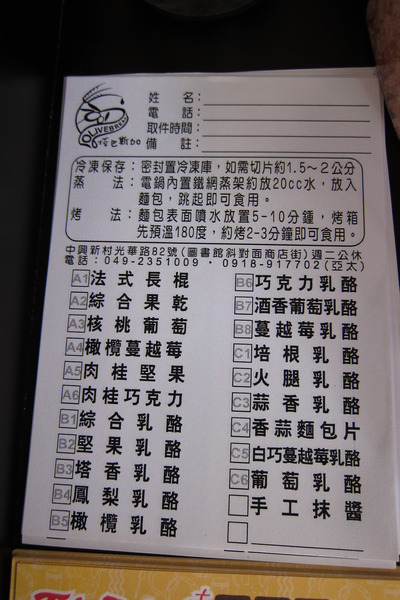 OLIVEBREAD
塔巴斯加
姓 名：
電 話：
取件時間：
備 註：
冷凍保存：密封置冷凍庫，如需切片約1.5～2公分
蒸 法：電鍋內置鐵網蒸架約放20cc水，放入
麵包，跳起即可食用。
烤 法：麵包表面噴水放置5-10分鍾，烤箱
先預溫180度，約烤2-3分鍾即可食用。
中興新村光華路82號(圖書館斜對面商店街)週二公休
電話：049-2351009 ‧ 0918-917702(亞太)
A1 法式長棍
A2 綜合果乾
A3 核桃葡萄
A4 橄欖蔓越莓
A5 肉桂堅果
A6 肉桂巧克力
B1 綜合乳酪
B2 堅果乳酪
B3 塔香乳酪
B4 鳳梨乳酪
B5 橄欖乳酪
B6 巧克力乳酪
B7 酒香葡萄乳酪
B8 蔓越莓乳酪
C1 培根乳酪
C2 火腿乳酪
C3 蒜香乳酪
C4 香蒜麵包片
C5 白巧蔓越莓乳酪
C6 葡萄乳酪
手工抹醬